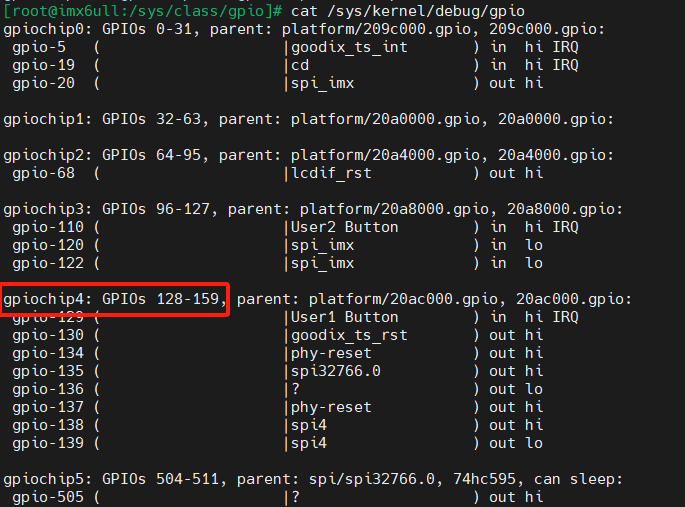 [root@imx6ull:/sys/class/gpio]# cat /sys/kernel/debug/gpio
gpiochip0: GPIOs 0-31, parent: platform/209c000.gpio, 209c000.gpio:
 gpio-5   (                    |goodix_ts_int       ) in  hi IRQ
 gpio-19  (                    |cd                  ) in  hi IRQ
 gpio-20  (                    |spi_imx             ) out hi
gpiochip1: GPIOs 32-63, parent: platform/20a0000.gpio, 20a0000.gpio:
gpiochip2: GPIOs 64-95, parent: platform/20a4000.gpio, 20a4000.gpio:
 gpio-68  (                    |lcdif_rst           ) out hi
gpiochip3: GPIOs 96-127, parent: platform/20a8000.gpio, 20a8000.gpio:
 gpio-110 (                    |User2 Button        ) in  hi IRQ
 gpio-120 (                    |spi_imx             ) in  lo
 gpio-122 (                    |spi_imx             ) in  lo
gpiochip4: GPIOs 128-159, parent: platform/20ac000.gpio, 20ac000.gpio:
 gpio-129 (                    |User1 Button        ) in  hi IRQ
 gpio-130 (                    |goodix_ts_rst       ) out hi
 gpio-134 (                    |phy-reset           ) out hi
 gpio-135 (                    |spi32766.0          ) out hi
 gpio-136 (                    |?                   ) out lo
 gpio-137 (                    |phy-reset           ) out hi
 gpio-138 (                    |spi4                ) out hi
 gpio-139 (                    |spi4                ) out lo
gpiochip5: GPIOs 504-511, parent: spi/spi32766.0, 74hc595, can sleep:
 gpio-505 (                    |?                   ) out hi